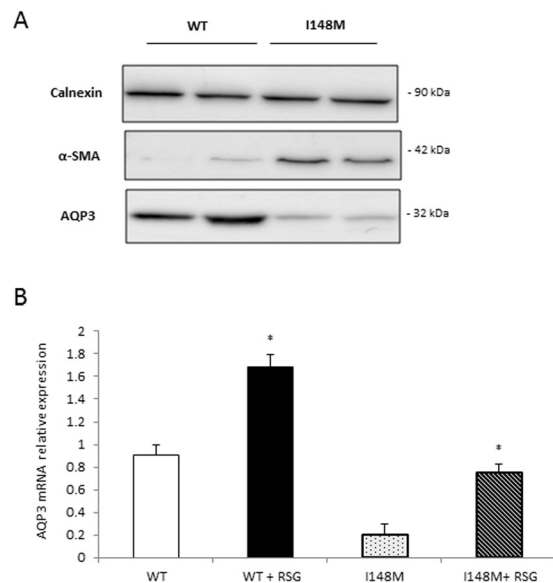 A
WT I148M
Calnexin - 90 kDa
α-SMA - 42 kDa
AQP3 - 32 kDa
B
AQP3 mRNA relative expression
2
1.8
1.6
1.4
1.2
1
0.8
0.6
0.4
0.2
0
* *
WT WT + RSG I148M I148M+ RSG